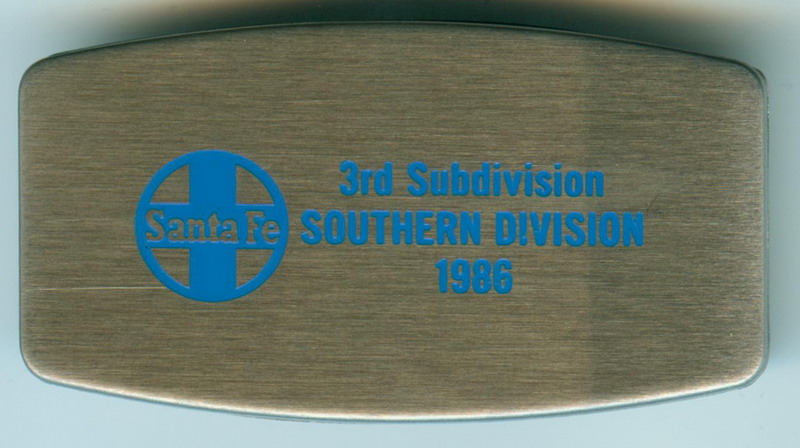 Santa Fe
3rd Subdivision
SOUTHERN DIVISION
1986